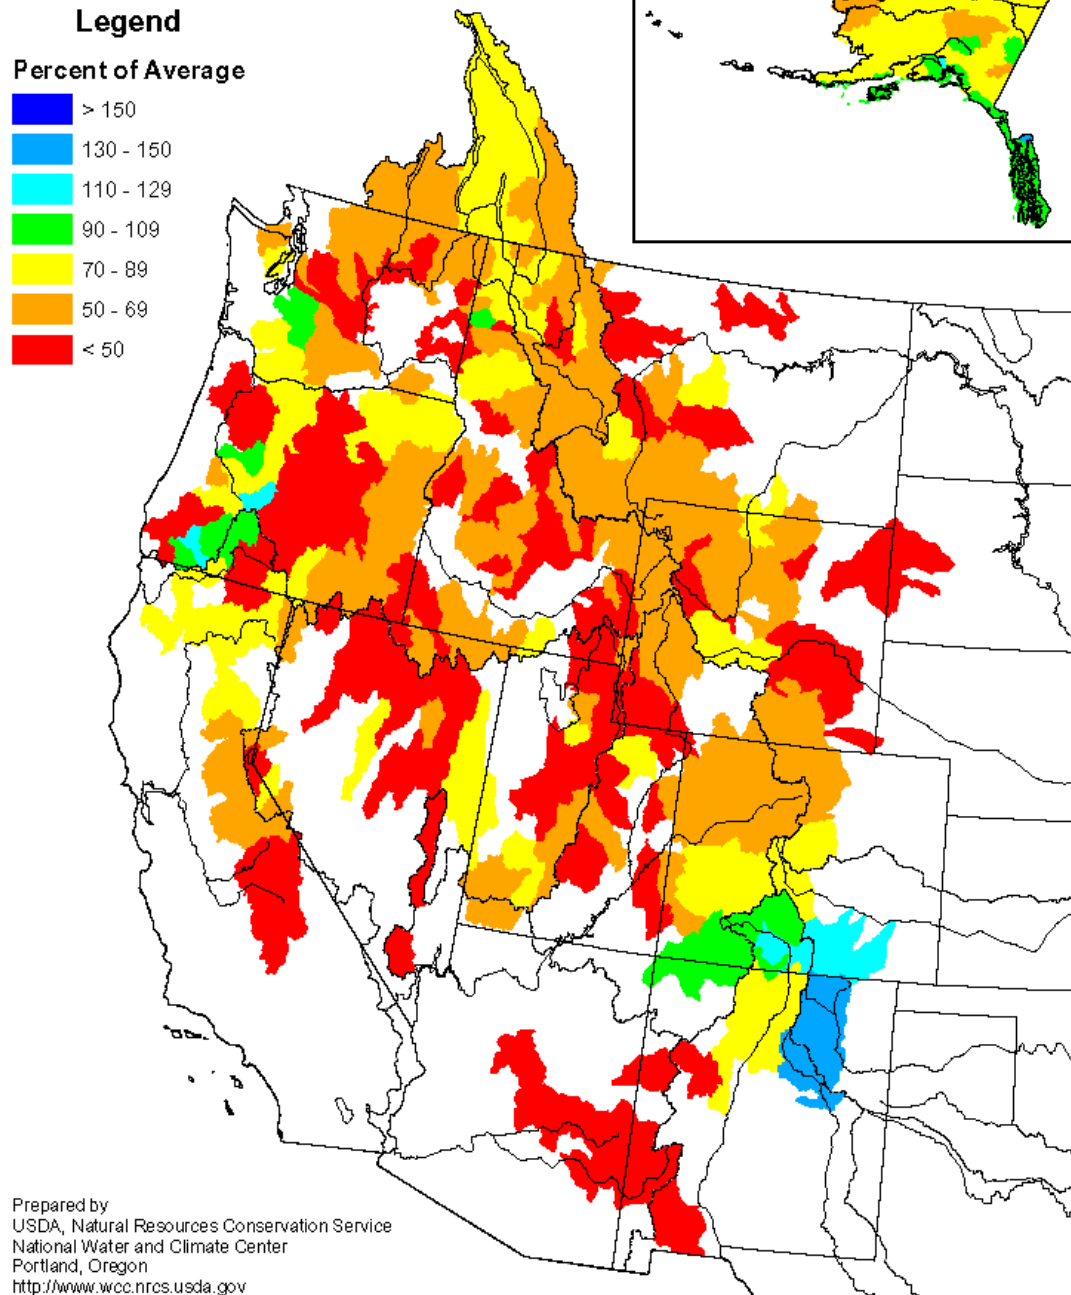 Legend
Percent of Average
> 150
130 - 150
110 - 129
90 - 109
70 - 89
50 - 69
< 50
Prepared by
USDA, Natural Resources Conservation Service
National Water and Climate Center
Portland, Oregon
http://www.wcc.nrcs.usda.gov